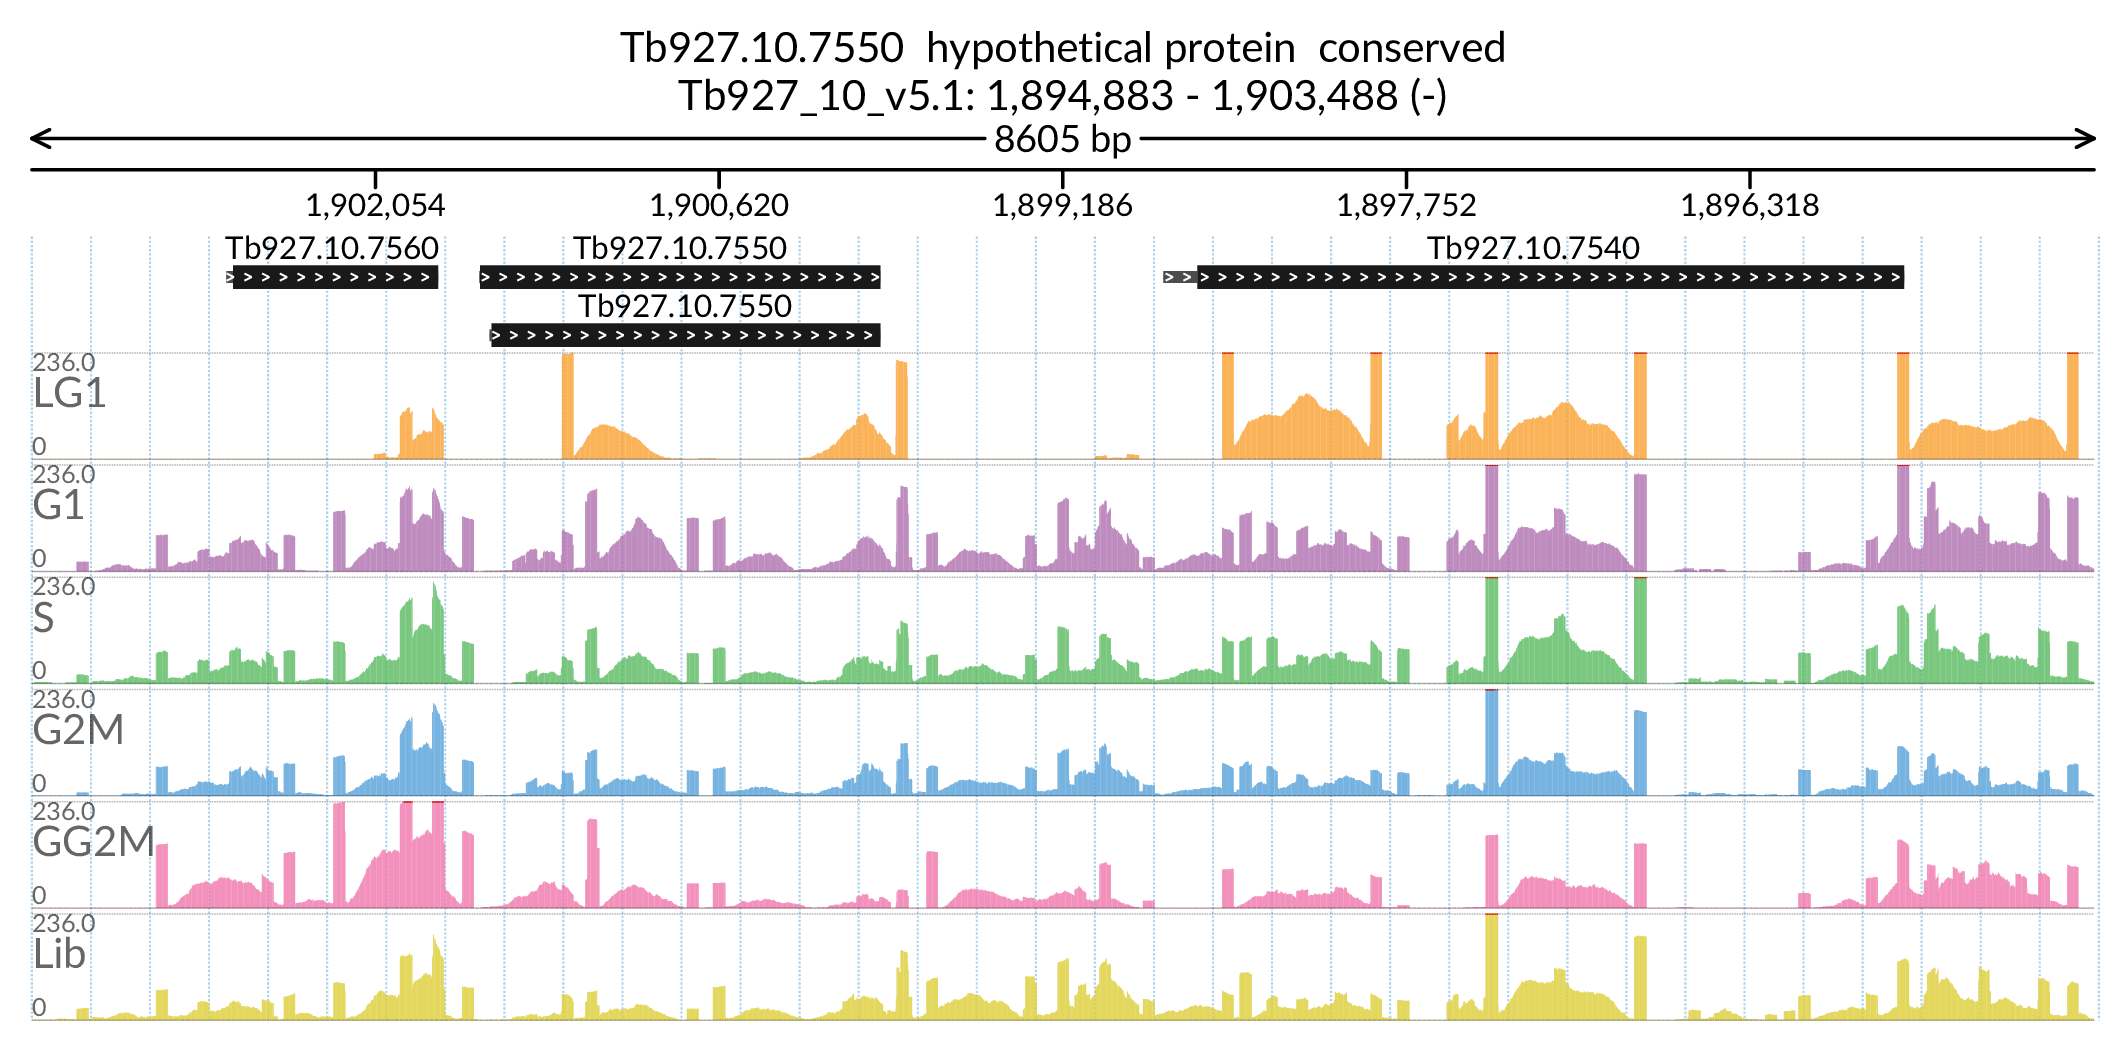 Tb927.10.7550  hypothetical protein  conserved
Tb927_10_v5.1: 1,894,883 - 1,903,488 (-)
8605 bp
1,902,054 1,900,620 1,899,186 1,897,752 1,896,318
Tb927.10.7560 Tb927.10.7550 Tb927.10.7540
Tb927.10.7550
236.0
LG1
0
236.0
G1
0
236.0
S
0
236.0
G2M
0
236.0
GG2M
0
236.0
Lib
0